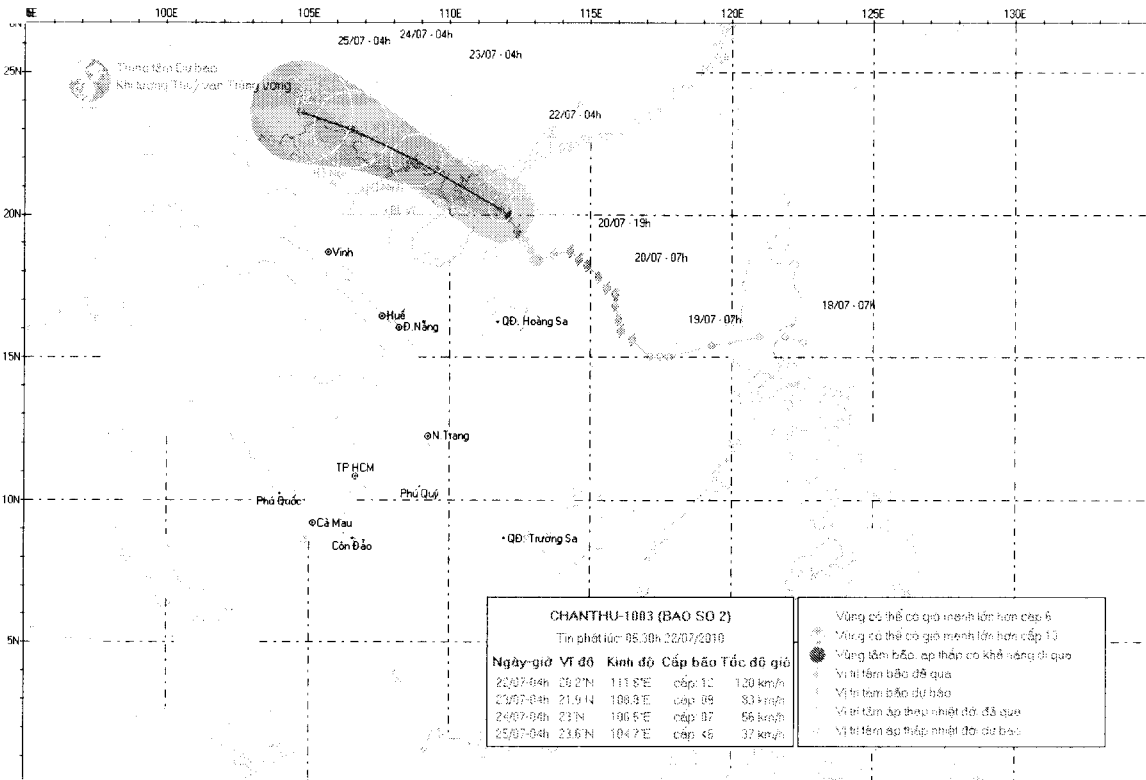 100E 105E 110E 115E 120E 125E 130E
25/07 - 04h
24/07 - 04h
23/07 - 04h
25N
Trung tâm Dự báo
Khí tượng Thuỷ văn Trung ương
22/07 - 04h
20N
20/07 - 19h
Vinh
20/07 - 07h
Huế
Đ.Nẵng
QĐ. Hoàng Sa
19/07 - 07h
18/07 - 07h
15N
N.Trang
TP HCM
Phú Quốc
Phú Quý
10N
Cà Mau
Côn Đảo
QĐ. Trường Sa
5N
CHANTHU-1003 (BAO SO 2)
Tin phát lúc: 05.30h 22/07/2010
Ngày-giờ Vĩ độ Kinh độ Cấp bão Tốc độ gió
22/07-04h 20.2°N 111.8°E cấp: 12 120 km/h
23/07-04h 21.9°N 108.8°E cấp: 09 83 km/h
24/07-04h 23°N 106.5°E cấp: 07 56 km/h
25/07-04h 23.6°N 104.7°E cấp: <6 37 km/h
Vùng có thể có gió mạnh lớn hơn cấp 6
Vùng có thể có gió mạnh lớn hơn cấp 10
Vùng tâm bão, áp thấp có khả năng đi qua
Vị trí tâm bão đã qua
Vị trí tâm bão dự báo
Vị trí tâm áp thấp nhiệt đới đã qua
Vị trí tâm áp thấp nhiệt đới dự báo